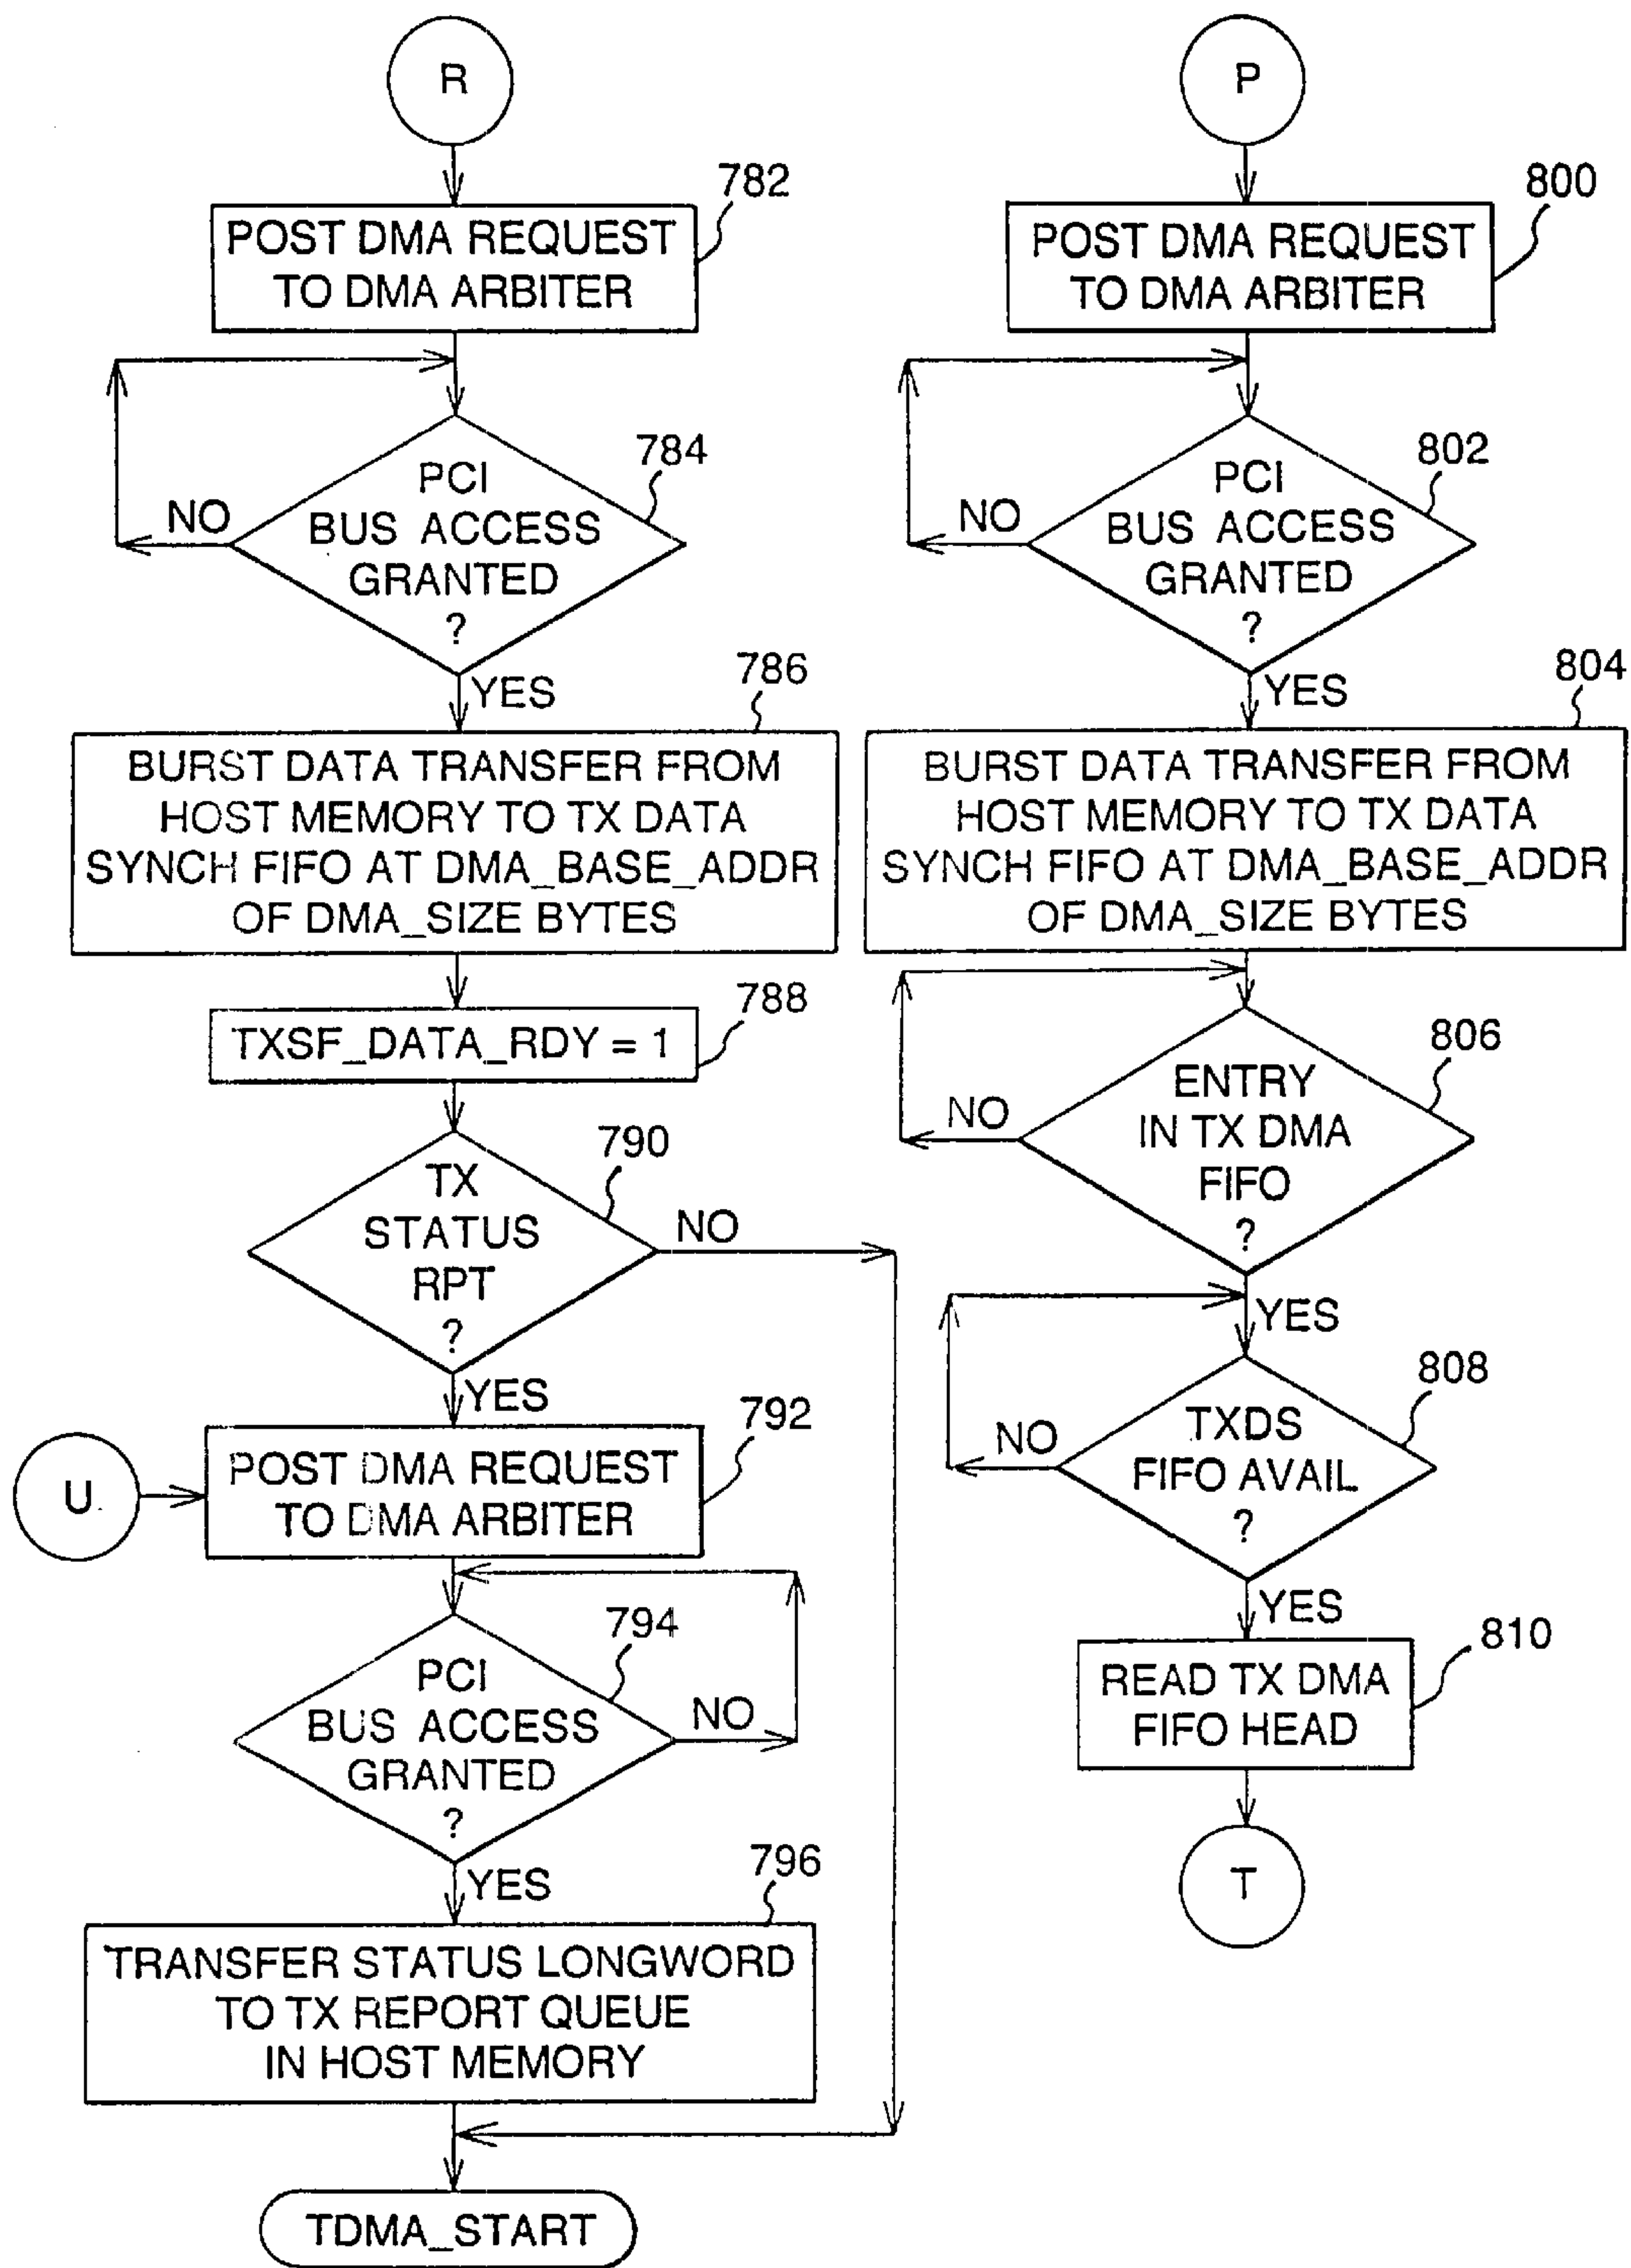 R
782
POST DMA REQUEST
TO DMA ARBITER
784
PCI
BUS ACCESS
GRANTED
?
NO
YES
786
BURST DATA TRANSFER FROM
HOST MEMORY TO TX DATA
SYNCH FIFO AT DMA_BASE_ADDR
OF DMA_SIZE BYTES
788
TXSF_DATA_RDY = 1
790
TX
STATUS
RPT
?
NO
YES
U
792
POST DMA REQUEST
TO DMA ARBITER
794
PCI
BUS ACCESS
GRANTED
?
NO
YES
796
TRANSFER STATUS LONGWORD
TO TX REPORT QUEUE
IN HOST MEMORY
TDMA_START
P
800
POST DMA REQUEST
TO DMA ARBITER
802
PCI
BUS ACCESS
GRANTED
?
NO
YES
804
BURST DATA TRANSFER FROM
HOST MEMORY TO TX DATA
SYNCH FIFO AT DMA_BASE_ADDR
OF DMA_SIZE BYTES
806
ENTRY
IN TX DMA
FIFO
?
NO
YES
808
TXDS
FIFO AVAIL
?
NO
YES
810
READ TX DMA
FIFO HEAD
T